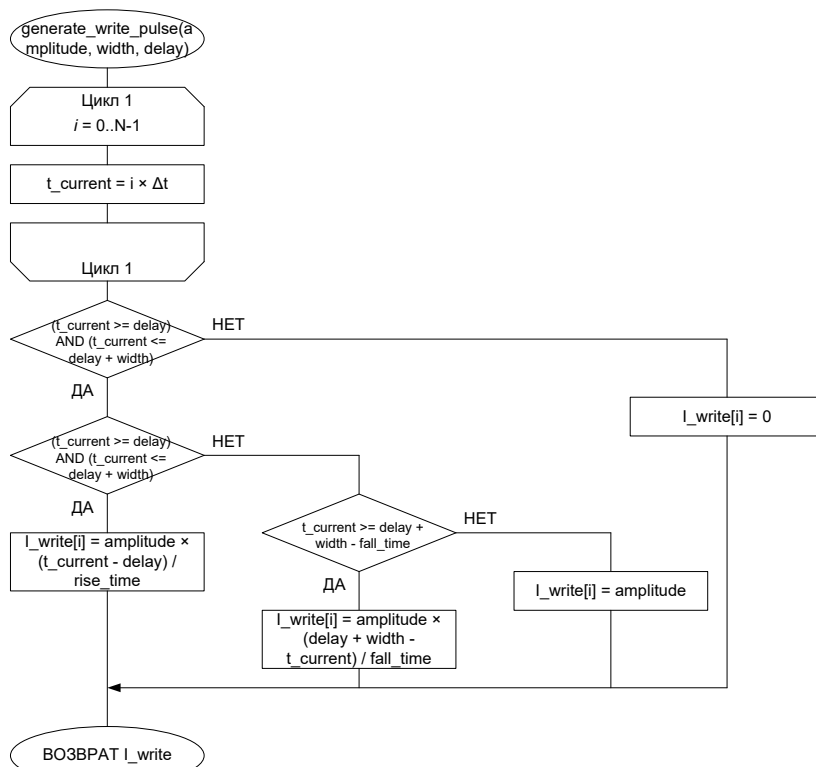 generate_write_pulse(a
mplitude, width, delay)
Цикл 1
i = 0..N-1
t_current = i × Δt
Цикл 1
(t_current >= delay)
AND (t_current <=
delay + width)
НЕТ
ДА
I_write[i] = 0
(t_current >= delay)
AND (t_current <=
delay + width)
НЕТ
ДА
t_current >= delay +
width - fall_time
НЕТ
ДА
I_write[i] = amplitude ×
(t_current - delay) /
rise_time
I_write[i] = amplitude
I_write[i] = amplitude ×
(delay + width -
t_current) / fall_time
ВОЗВРАТ I_write